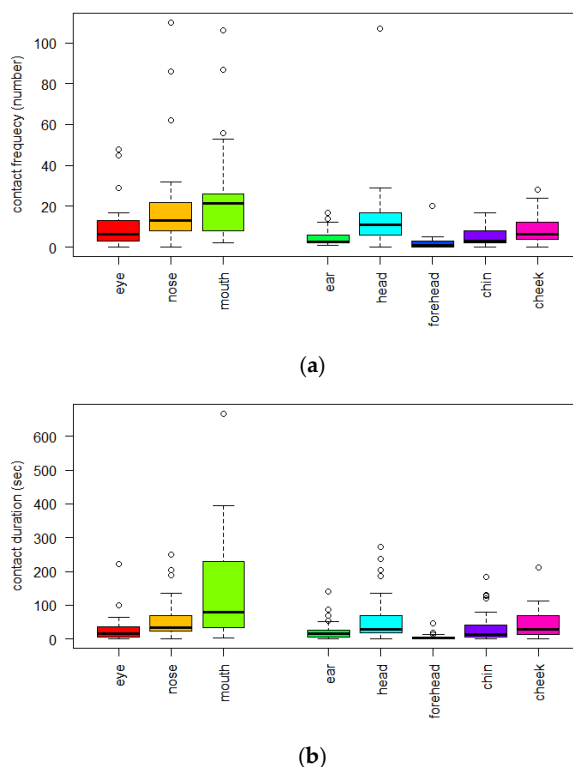 contact frequecy (number)
100
80
60
40
20
0
eye nose mouth ear head forehead chin cheek
(a)
contact duration (sec)
600
500
400
300
200
100
0
eye nose mouth ear head forehead chin cheek
(b)